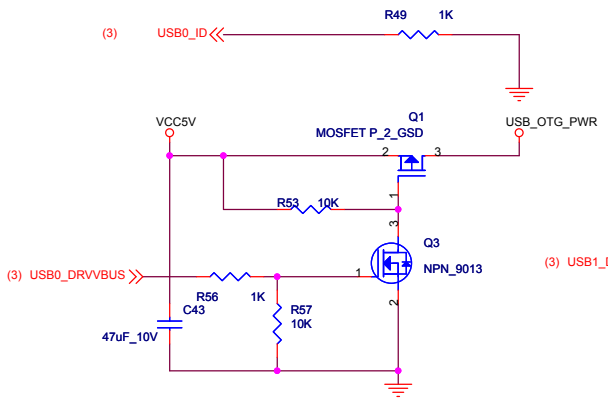 R49 1K
(3) USB0_ID
Q1
VCC5V USB_OTG_PWR
MOSFET P_2_GSD
2 3
1
R53 10K
3
Q3
(3) USB0_DRVVBUS 1 NPN_9013 (3) USB1_D
R56 1K
2
C43 R57
10K
47uF_10V